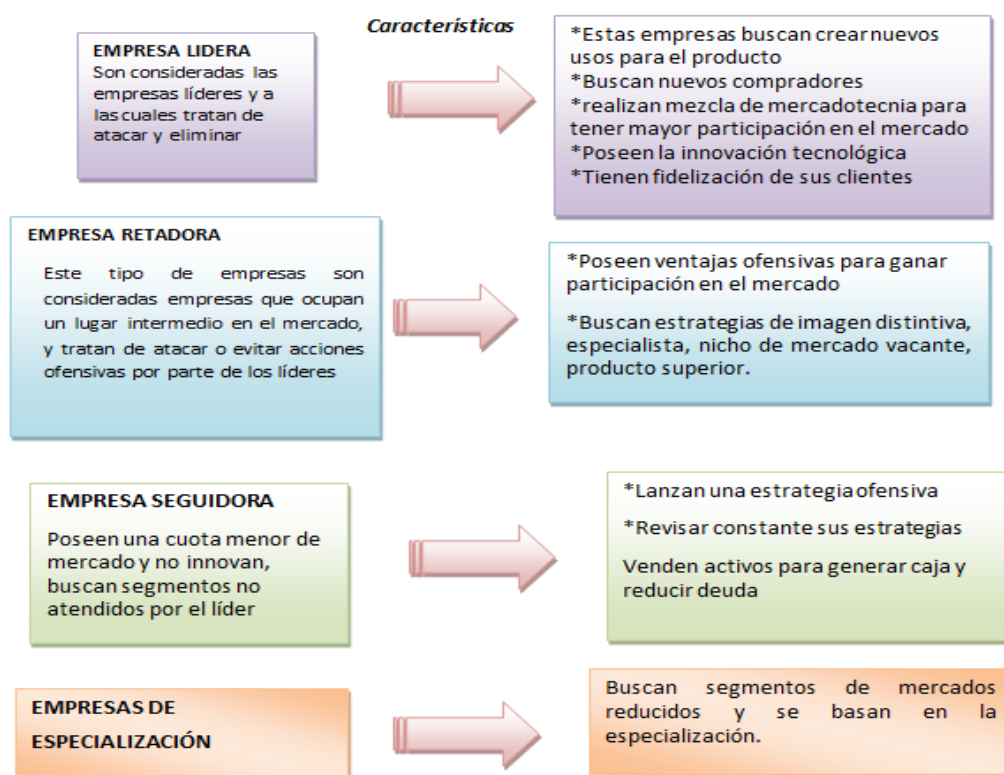 Características
EMPRESA LIDERA
Son consideradas las
empresas líderes y a
las cuales tratan de
atacar y eliminar
*Estas empresas buscan crear nuevos
usos para el producto
*Buscan nuevos compradores
*realizan mezcla de mercadotecnia para
tener mayor participación en el mercado
*Poseen la innovación tecnológica
*Tienen fidelización de sus clientes
EMPRESA RETADORA
Este tipo de empresas son
consideradas empresas que ocupan
un lugar intermedio en el mercado,
y tratan de atacar o evitar acciones
ofensivas por parte de los líderes
*Poseen ventajas ofensivas para ganar
participación en el mercado
*Buscan estrategias de imagen distintiva,
especialista, nicho de mercado vacante,
producto superior.
EMPRESA SEGUIDORA
Poseen una cuota menor de
mercado y no innovan,
buscan segmentos no
atendidos por el líder
*Lanzan una estrategia ofensiva
*Revisar constante sus estrategias
Venden activos para generar caja y
reducir deuda
EMPRESAS DE
ESPECIALIZACIÓN
Buscan segmentos de mercados
reducidos y se basan en la
especialización.